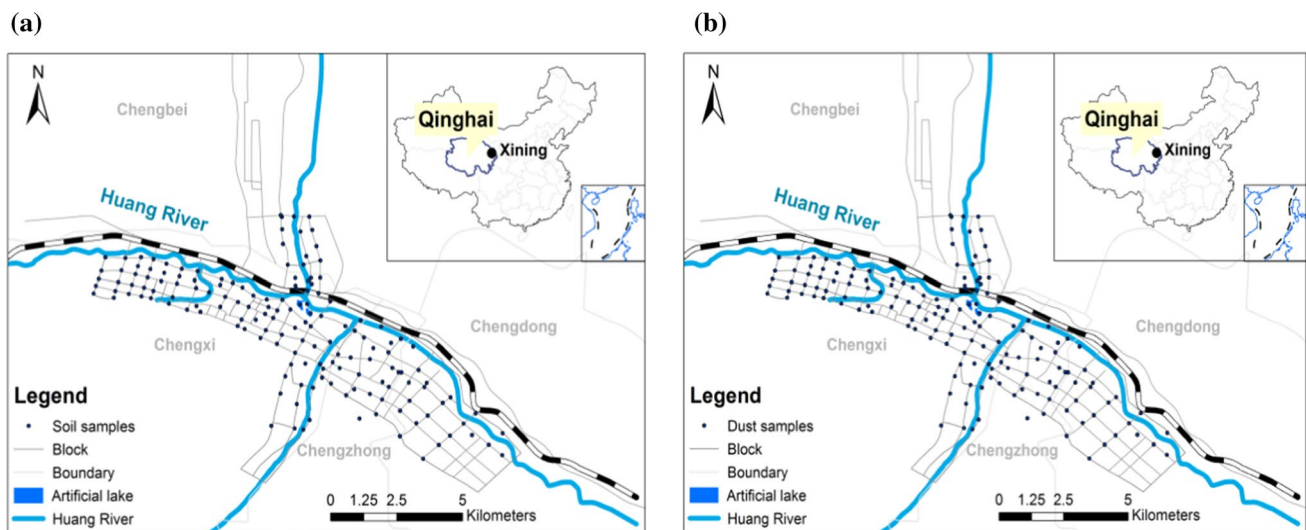 (a)
N
Chengbei
Qinghai
Xining
Huang River
Chengdong
Chengxi
Chengzhong
Legend
Soil samples
Block
Boundary
Artificial lake
Huang River
0 1.25 2.5 5
Kilometers
(b)
N
Chengbei
Qinghai
Xining
Huang River
Chengdong
Chengxi
Chengzhong
Legend
Dust samples
Block
Boundary
Artificial lake
Huang River
0 1.25 2.5 5
Kilometers